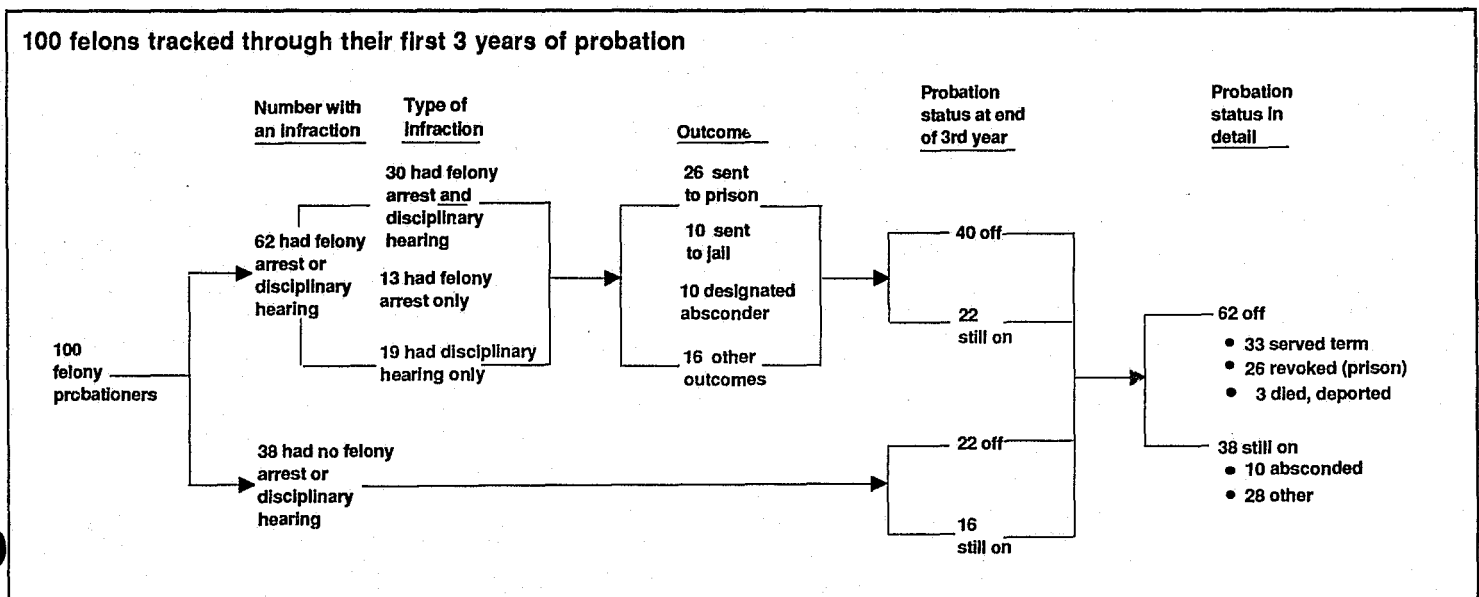 100 felons tracked through their first 3 years of probation
Number with
an infraction
Type of
infraction
Outcome
Probation
status at end
of 3rd year
Probation
status in
detail
100
felony
probationers
62 had felony
arrest or
disciplinary
hearing
30 had felony
arrest and
disciplinary
hearing
13 had felony
arrest only
19 had disciplinary
hearing only
26 sent
to prison
10 sent
to jail
10 designated
absconder
16 other
outcomes
40 off
22
still on
38 had no felony
arrest or
disciplinary
hearing
22 off
16
still on
62 off
• 33 served term
• 26 revoked (prison)
• 3 died, deported
38 still on
• 10 absconded
• 28 other